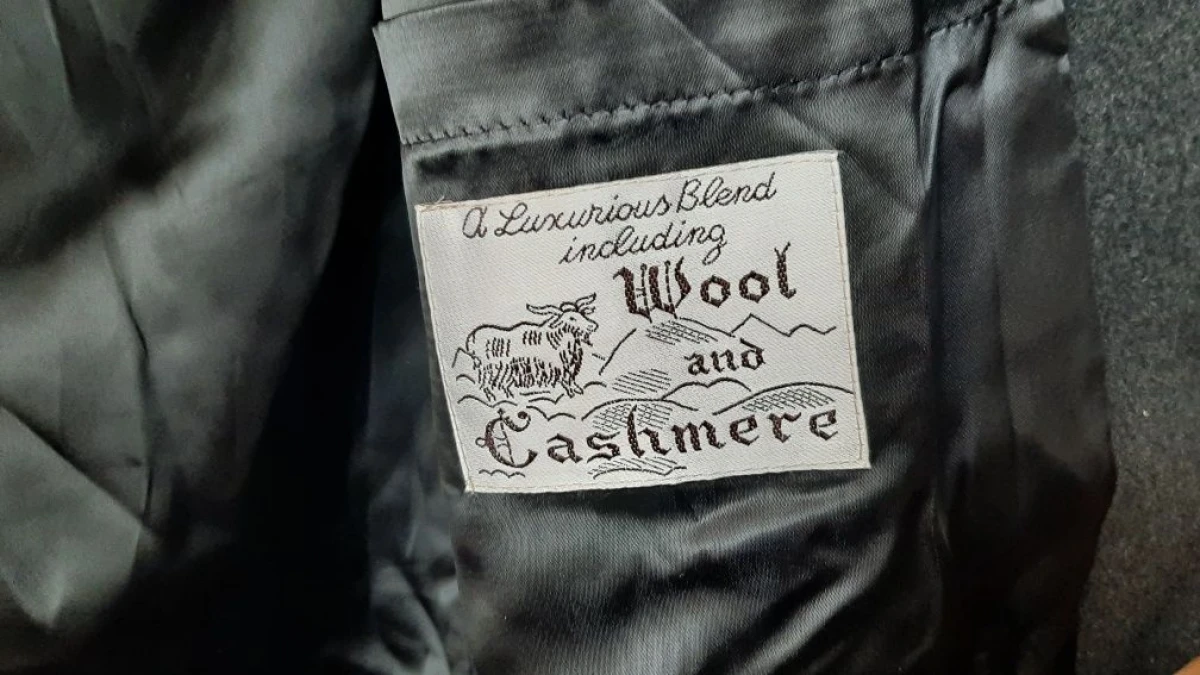 A Luxurious Blend
including
Wool
and
Cashmere